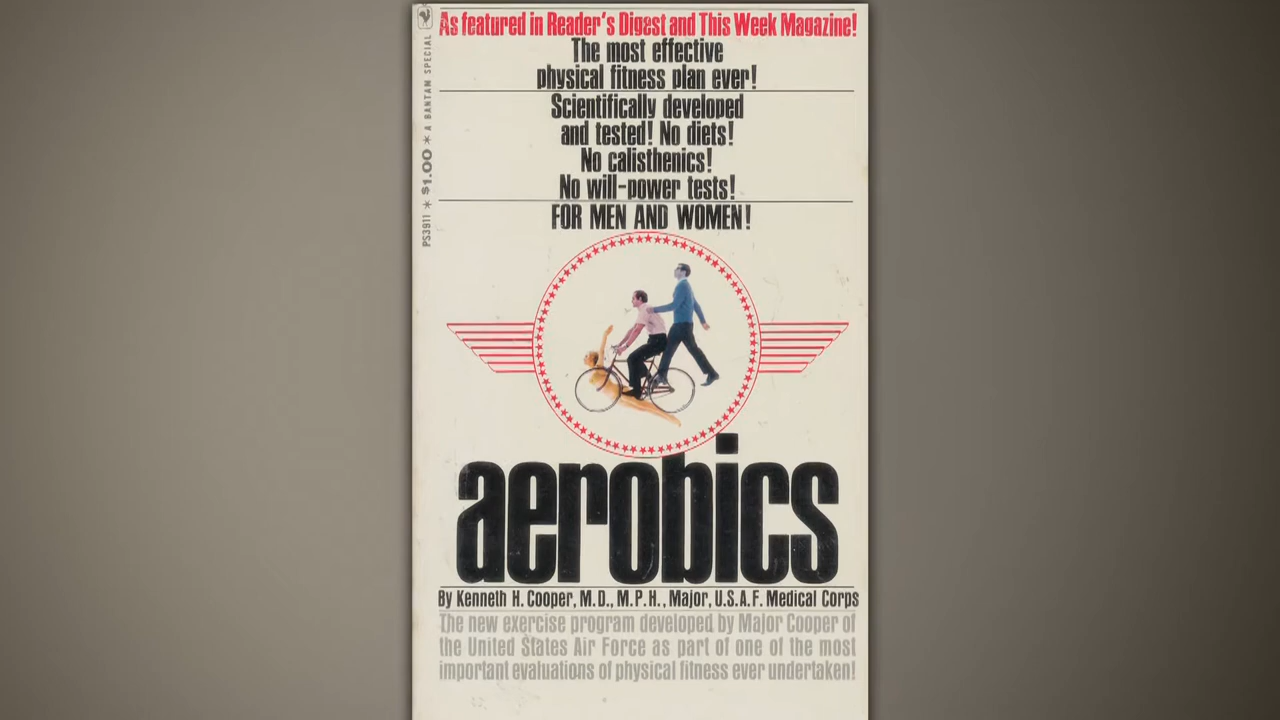 As featured in Reader's Digest and This Week Magazine!
The most effective
physical fitness plan ever!
Scientifically developed
and tested! No diets!
No calisthenics!
No will-power tests!
FOR MEN AND WOMEN!
PS3911 * $1.00 * A BANTAM SPECIAL
aerobics
By Kenneth H. Cooper, M.D., M.P.H., Major, U.S.A.F. Medical Corps
The new exercise program developed by Major Cooper of
the United States Air Force as part of one of the most
important evaluations of physical fitness ever undertaken!